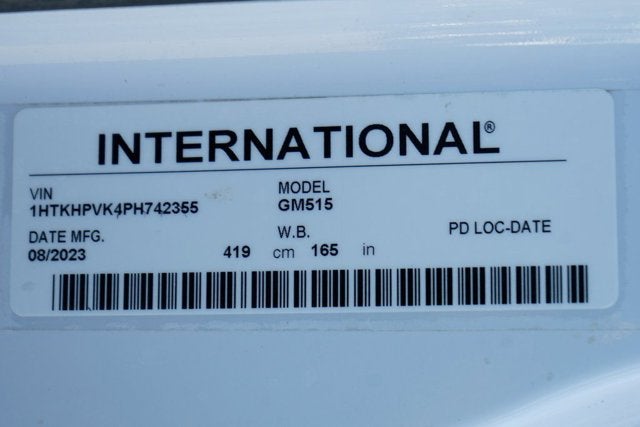 INTERNATIONAL®
VIN MODEL
1HTKHPVK4PH742355 GM515
DATE MFG. W.B. PD LOC-DATE
08/2023 419 cm 165 in